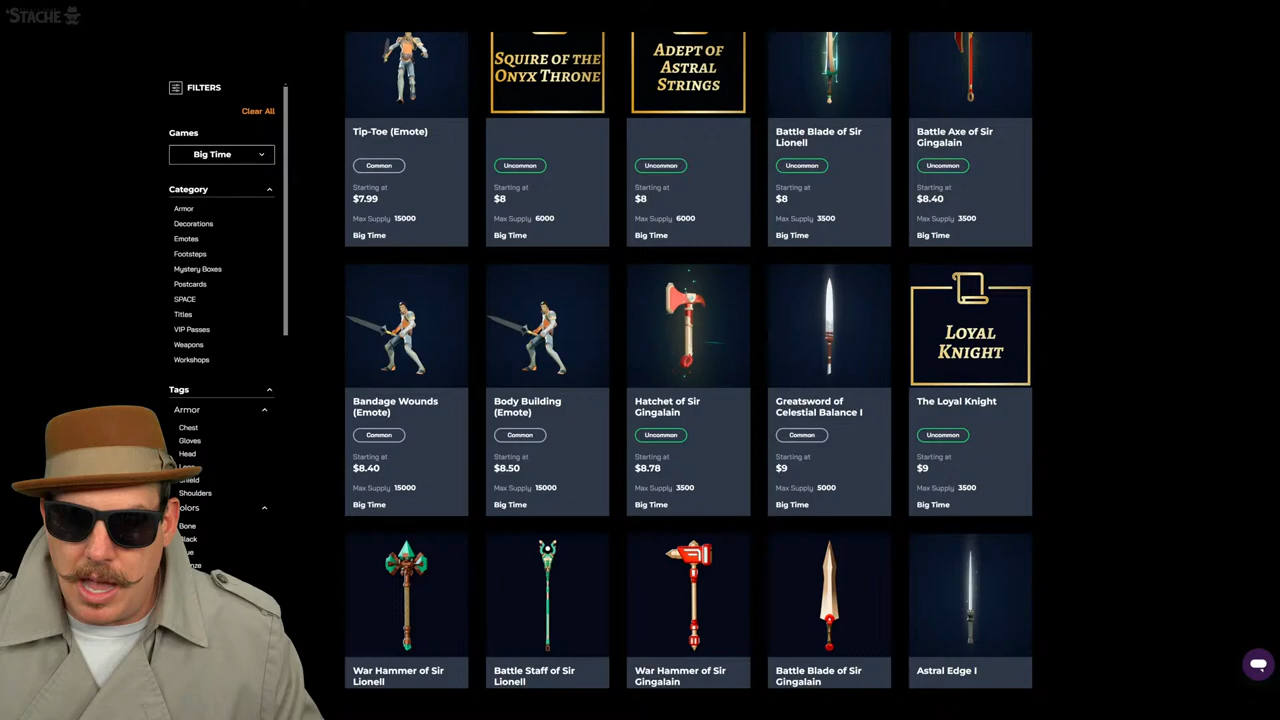 STACHE
FILTERS
Clear All
Games
Big Time
Category
Armor
Decorations
Emotes
Footsteps
Mystery Boxes
Postcards
SPACE
Titles
VIP Passes
Weapons
Workshops
Tags
Armor
Chest
Gloves
Head
Shoulders
Bone
SQUIRE OF THE
ONYX THRONE
ADEPT OF
ASTRAL
STRINGS
Tip-Toe (Emote)
Common
Starting at
$7.99
Max Supply 15000
Big Time
Uncommon
Starting at
$8
Max Supply 6000
Big Time
Uncommon
Starting at
$8
Max Supply 6000
Big Time
Battle Blade of Sir
Lionell
Uncommon
Starting at
$8
Max Supply 3500
Big Time
Battle Axe of Sir
Gingalain
Uncommon
Starting at
$8.40
Max Supply 3500
Big Time
Bandage Wounds
(Emote)
Common
Starting at
$8.40
Max Supply 15000
Big Time
Body Building
(Emote)
Common
Starting at
$8.50
Max Supply 15000
Big Time
Hatchet of Sir
Gingalain
Uncommon
Starting at
$8.78
Max Supply 3500
Big Time
Greatsword of
Celestial Balance I
Common
Starting at
$9
Max Supply 5000
Big Time
LOYAL
KNIGHT
The Loyal Knight
Uncommon
Starting at
$9
Max Supply 3500
Big Time
War Hammer of Sir
Lionell
Battle Staff of Sir
Lionell
War Hammer of Sir
Gingalain
Battle Blade of Sir
Gingalain
Astral Edge I